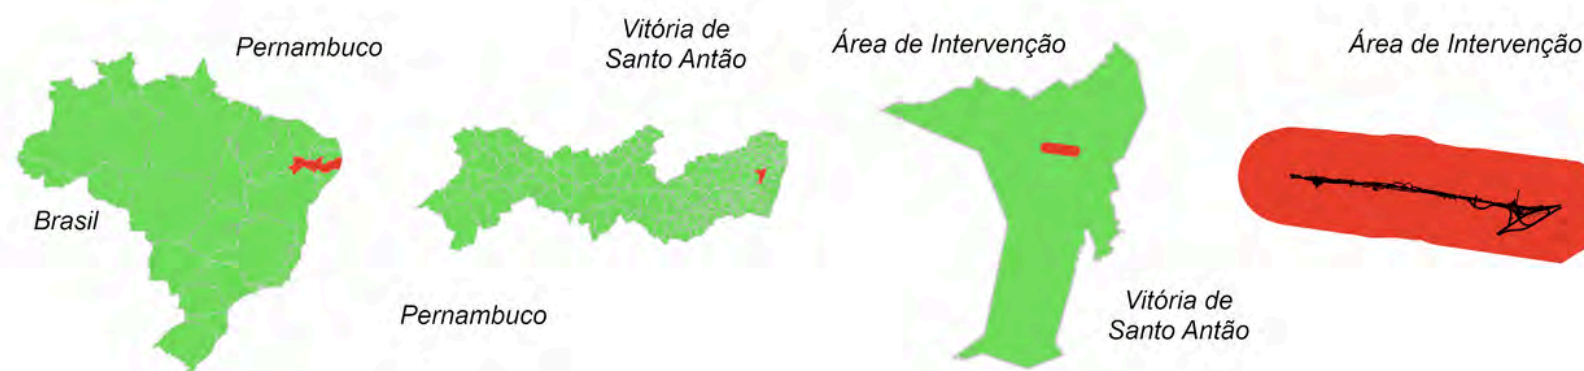 Pernambuco
Brasil
Vitória de
Santo Antão
Pernambuco
Área de Intervenção
Vitória de
Santo Antão
Área de Intervenção